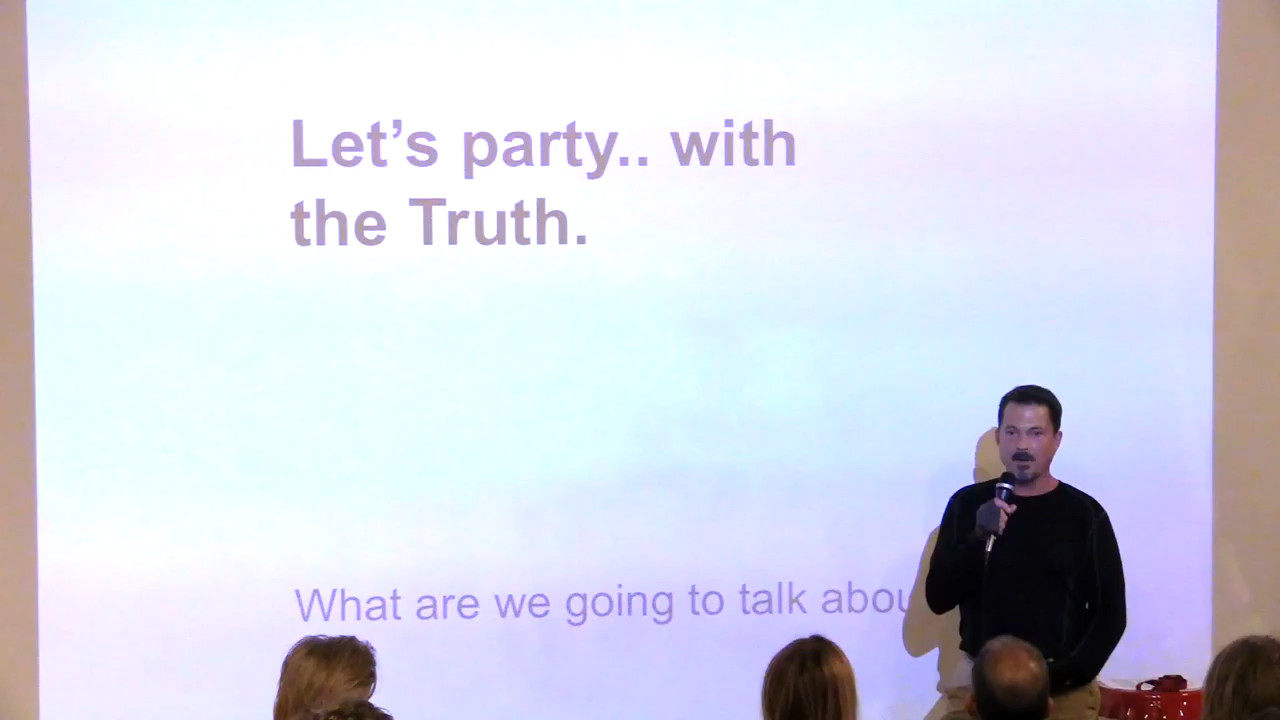 Let’s party.. with
the Truth.
What are we going to talk abou